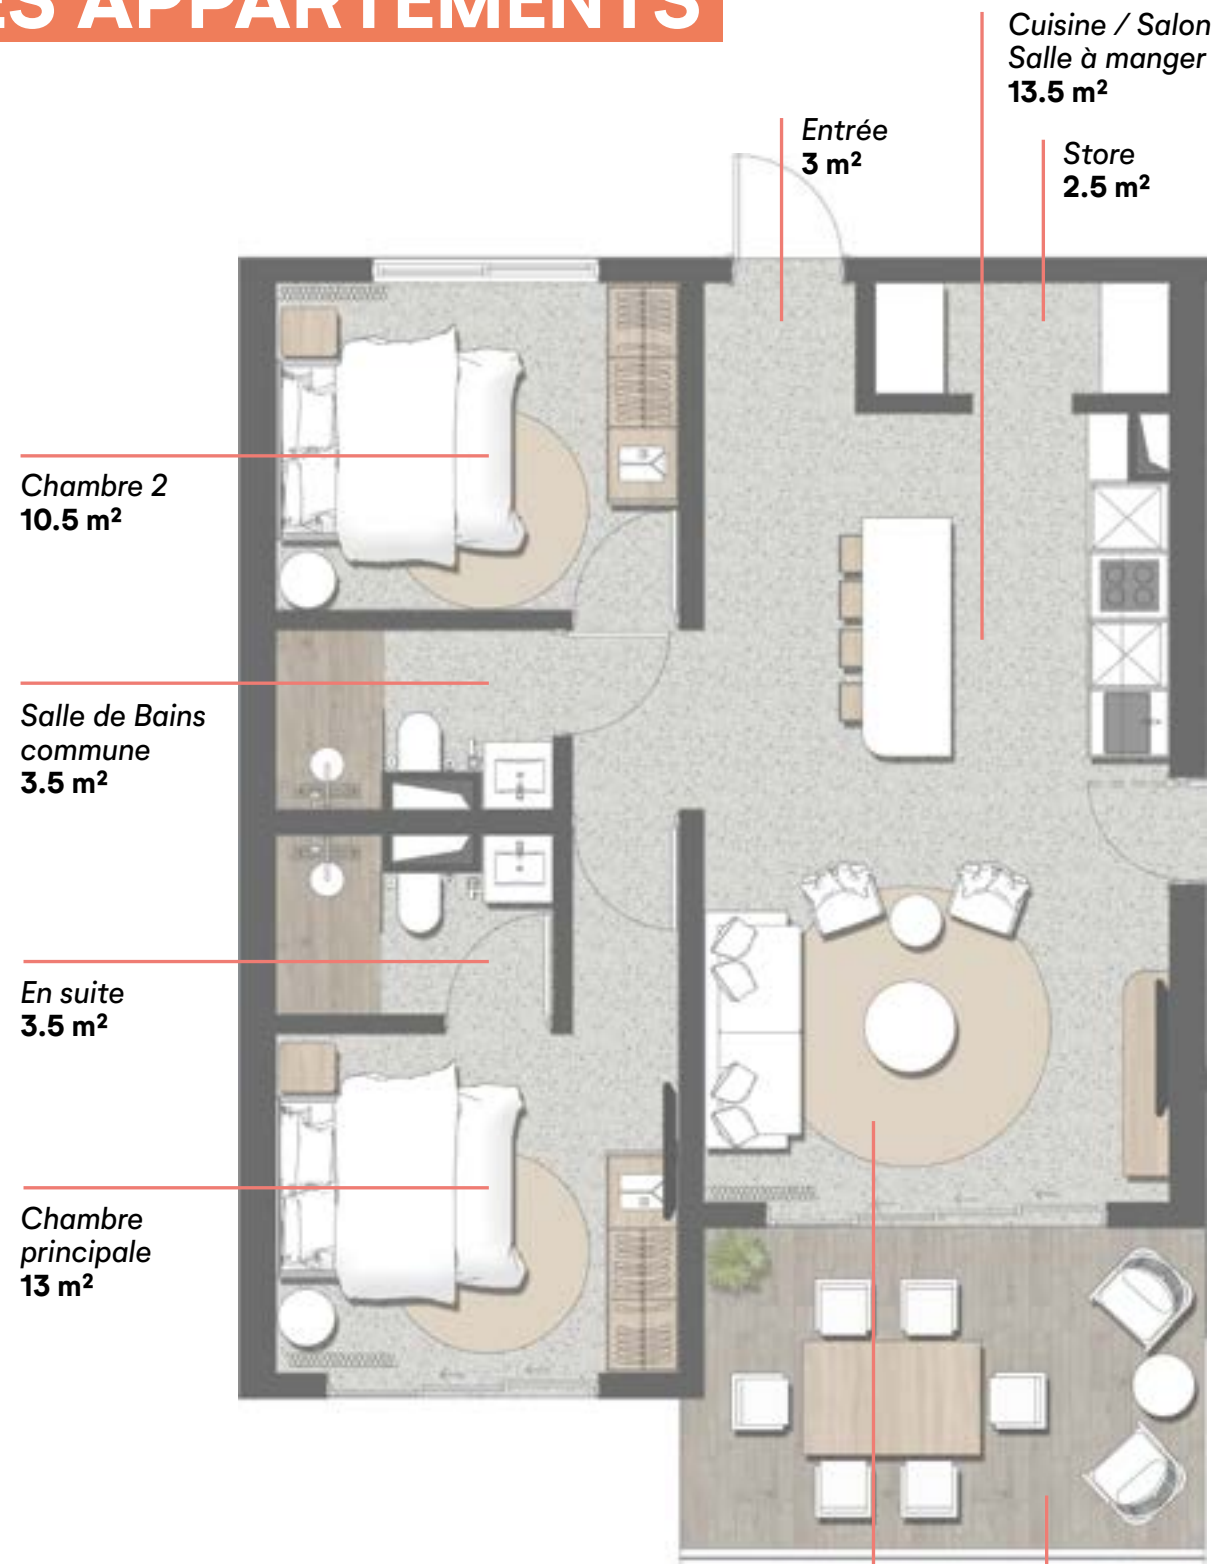 ES APPARTEMENTS
Cuisine / Salon
Salle à manger
13.5 m²
Entrée
3 m²
Store
2.5 m²
Chambre 2
10.5 m²
Salle de Bains
commune
3.5 m²
En suite
3.5 m²
Chambre
principale
13 m²